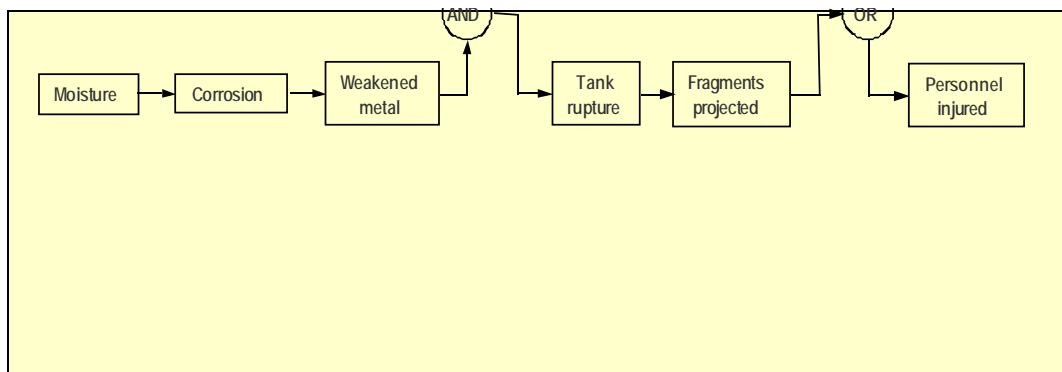 AND
OR
Moisture
Corrosion
Weakened
metal
Tank
rupture
Fragments
projected
Personnel
injured